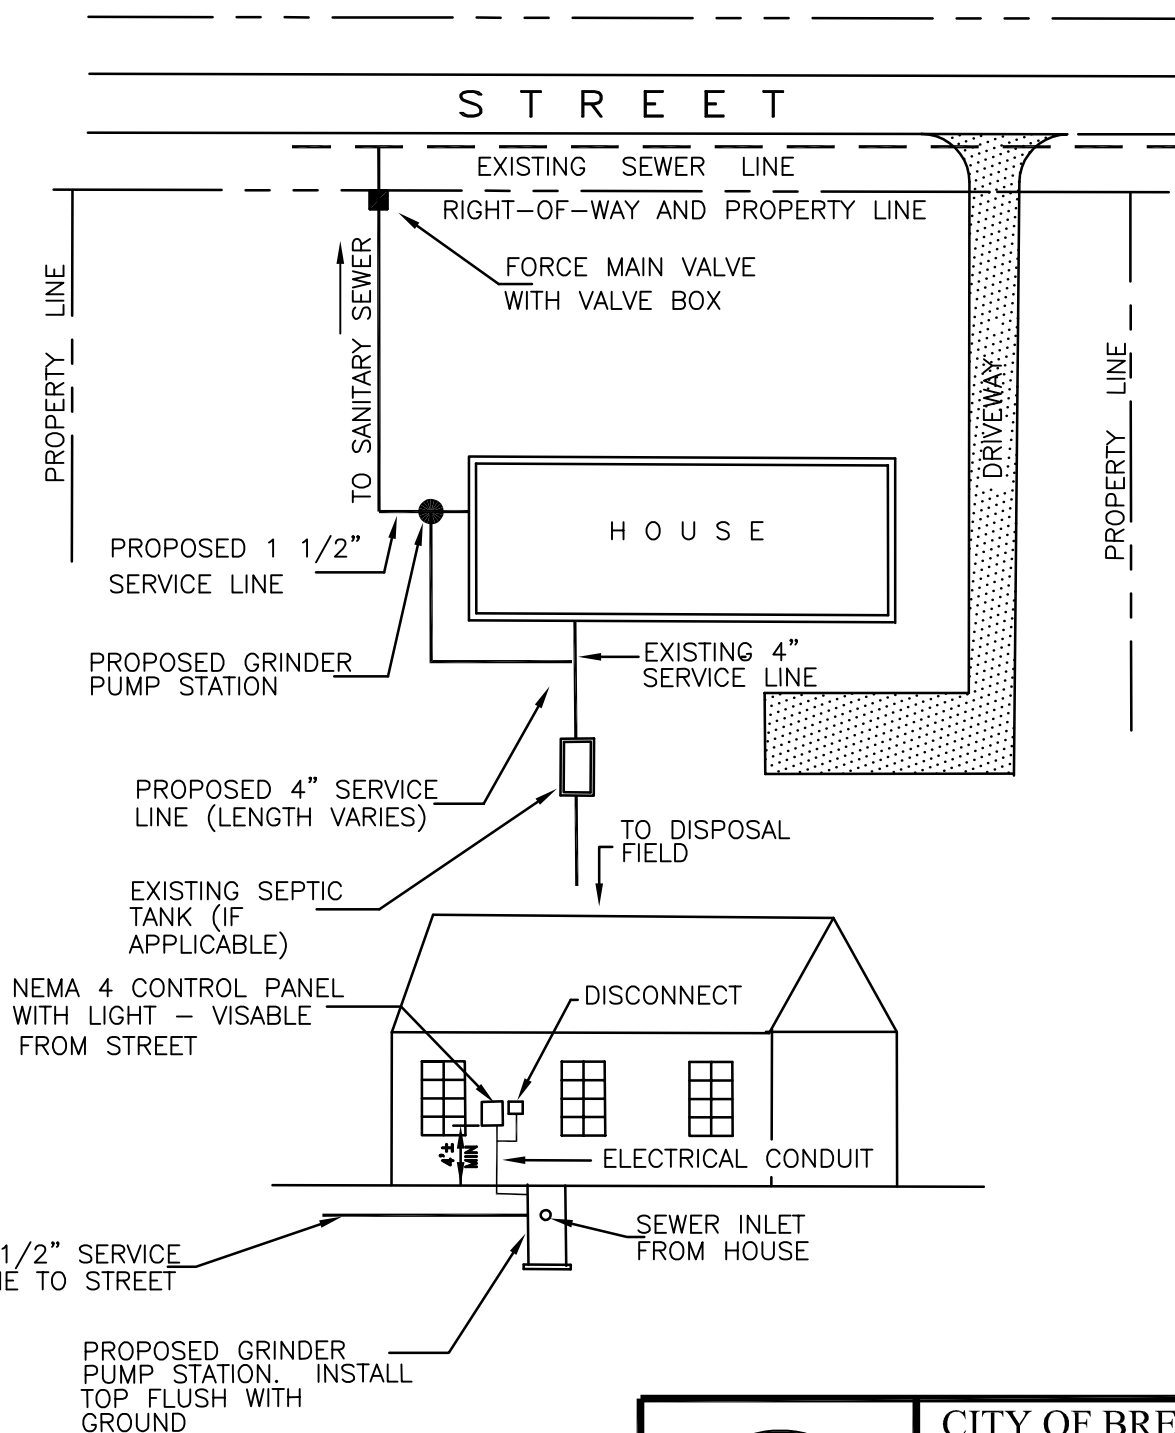 STREET
EXISTING SEWER LINE
RIGHT-OF-WAY AND PROPERTY LINE
FORCE MAIN VALVE
WITH VALVE BOX
PROPERTY LINE
TO SANITARY SEWER
DRIVEWAY
PROPERTY LINE
HOUSE
PROPOSED 1 1/2"
SERVICE LINE
PROPOSED GRINDER
PUMP STATION
EXISTING 4"
SERVICE LINE
PROPOSED 4" SERVICE
LINE (LENGTH VARIES)
TO DISPOSAL
FIELD
EXISTING SEPTIC
TANK (IF
APPLICABLE)
NEMA 4 CONTROL PANEL
WITH LIGHT - VISABLE
FROM STREET
DISCONNECT
4'±
MIN
ELECTRICAL CONDUIT
SEWER INLET
FROM HOUSE
1/2" SERVICE
TO STREET
PROPOSED GRINDER
PUMP STATION. INSTALL
TOP FLUSH WITH
GROUND
CITY OF BRE